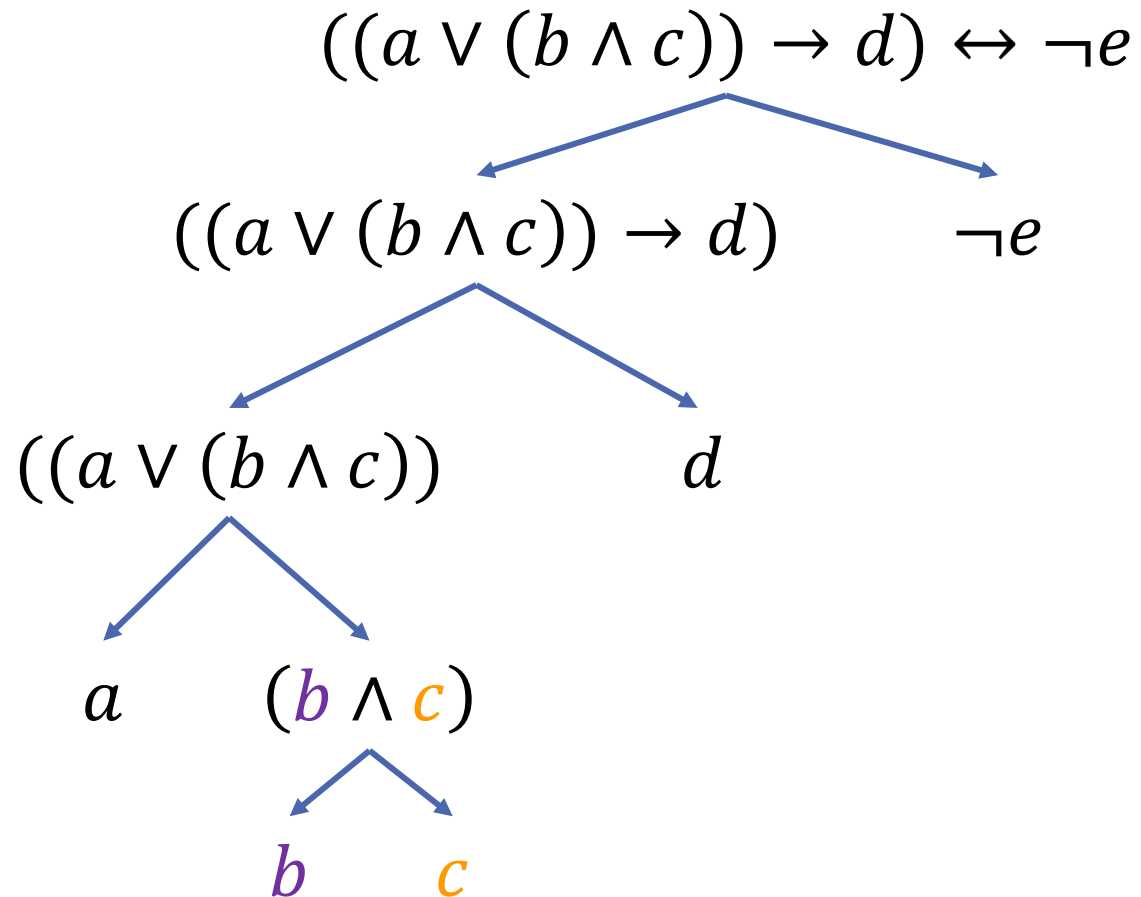 ((a ∨ (b ∧ c)) → d) ↔ ¬e
((a ∨ (b ∧ c)) → d) ¬e
((a ∨ (b ∧ c)) d
a (b ∧ c)
b c